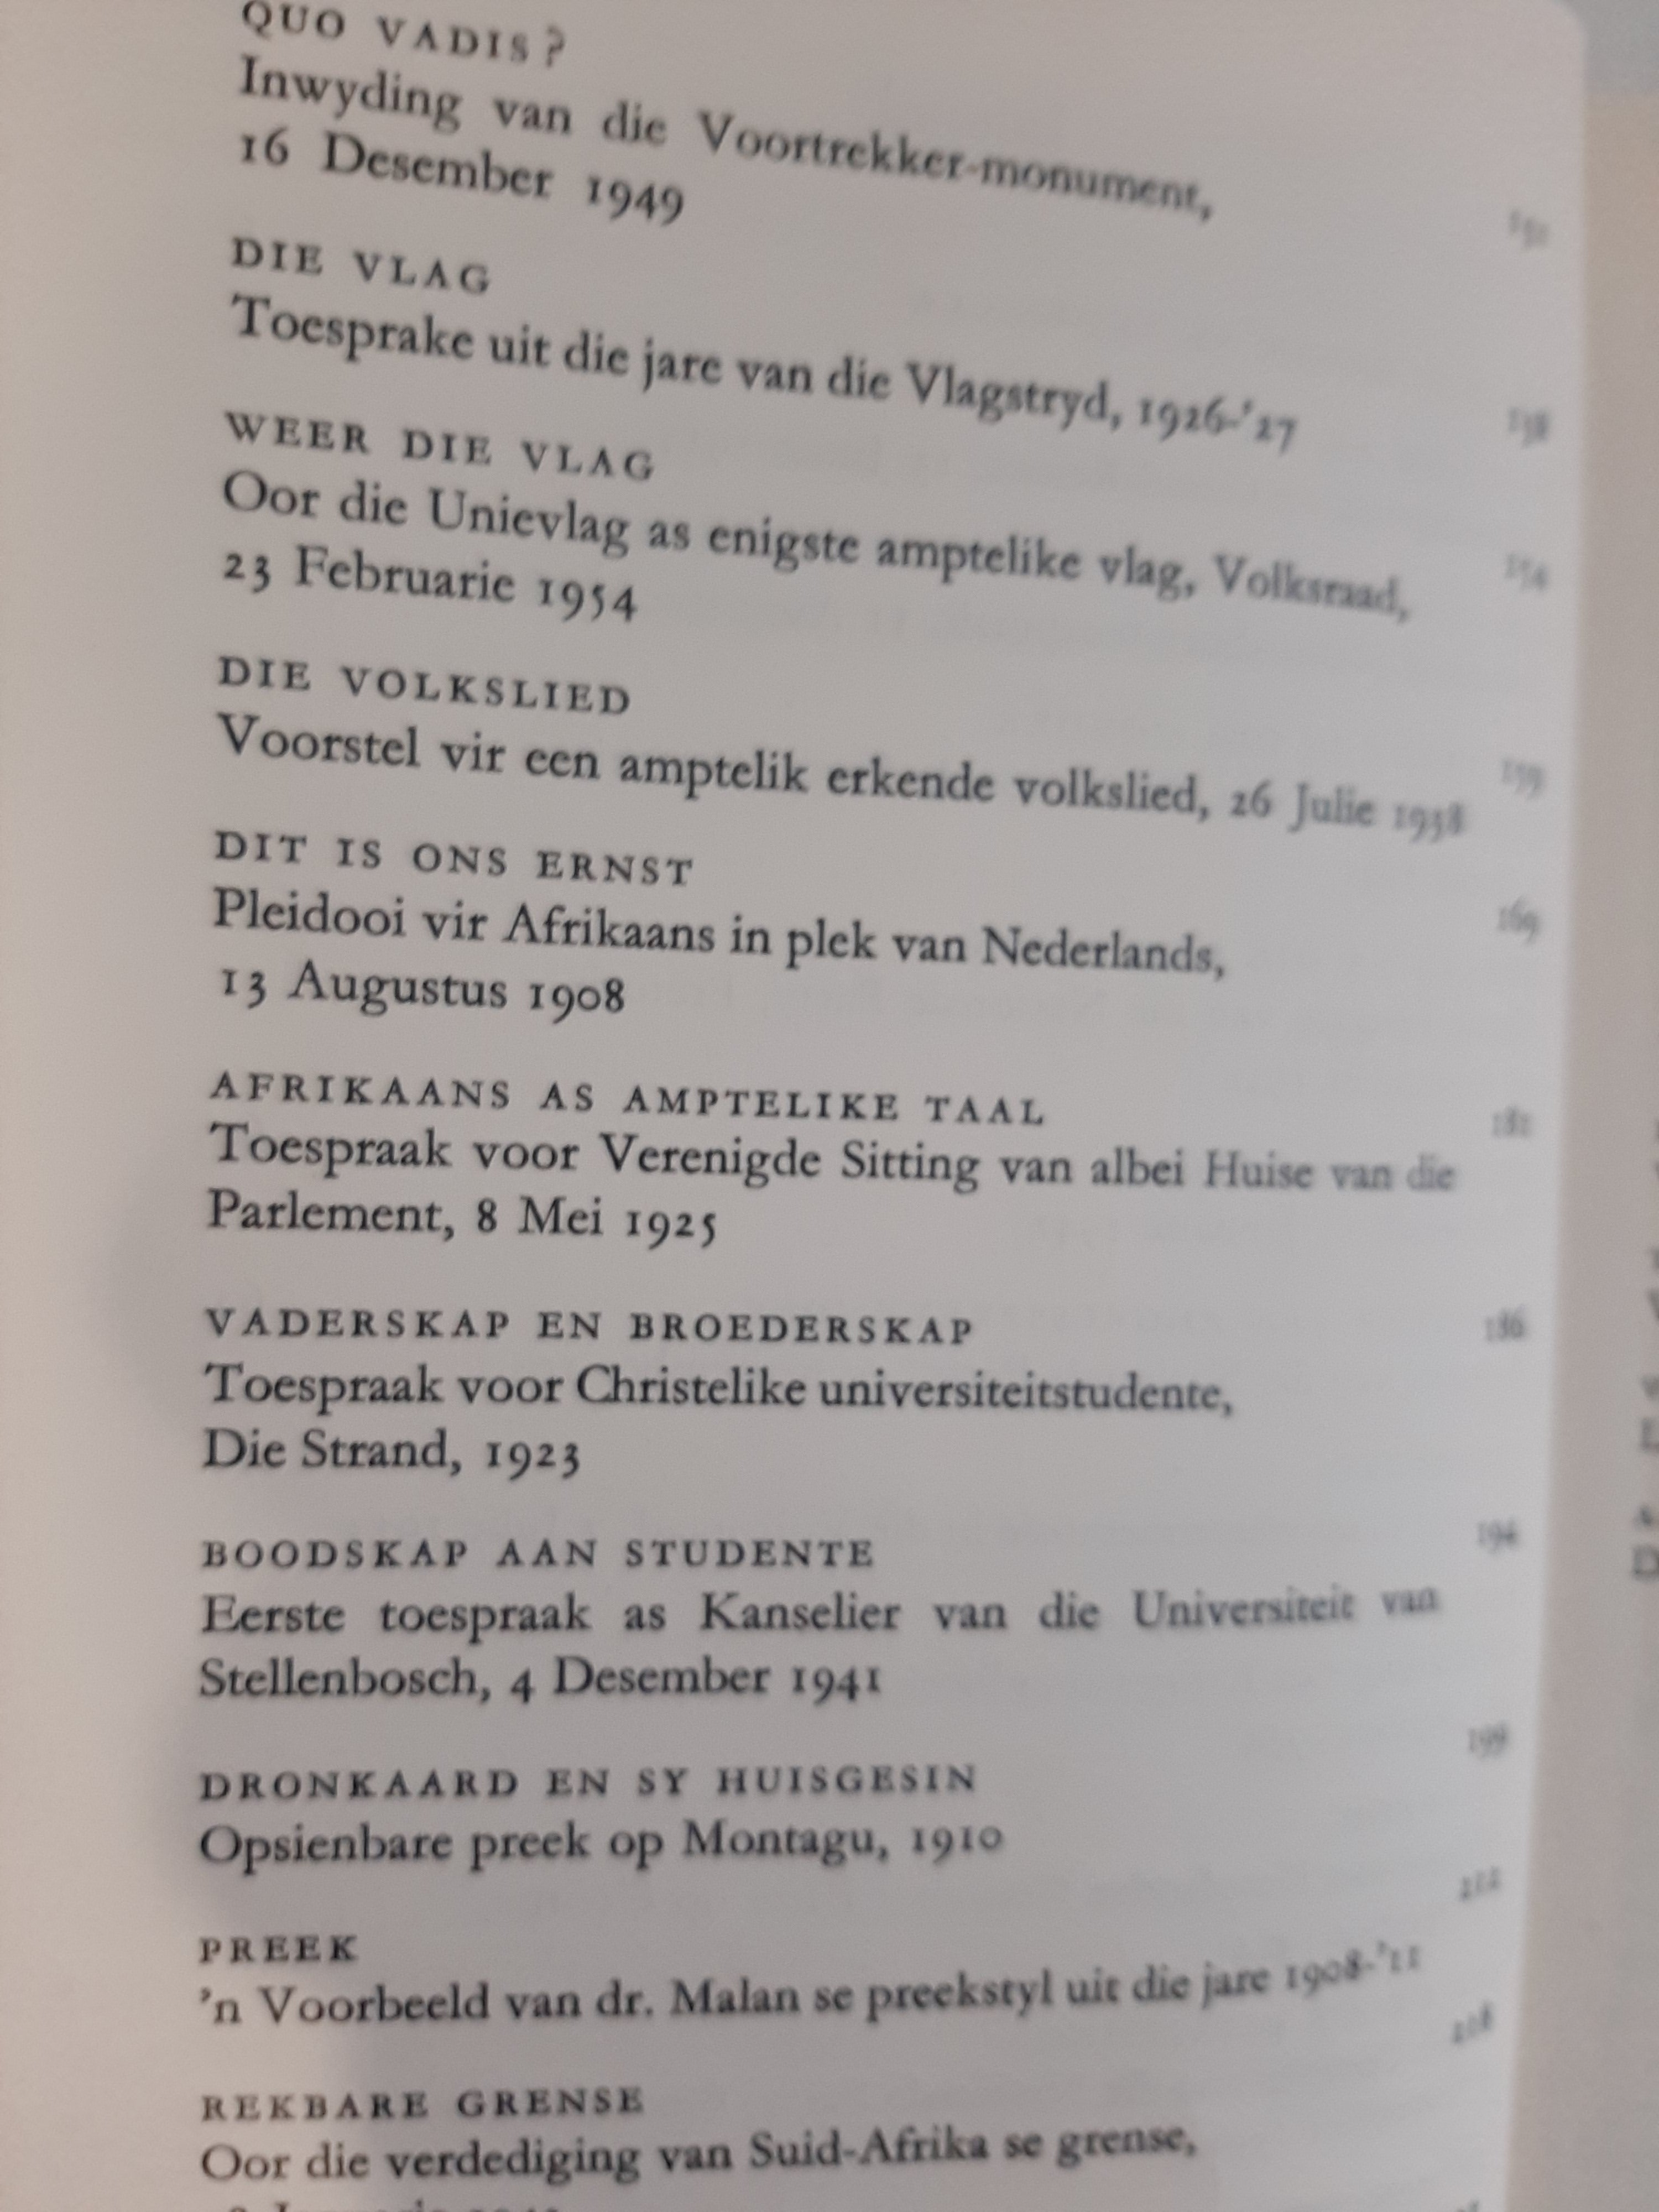 QUO VADIS?
Inwyding van die Voortrekker-monument,
16 Desember 1949
DIE VLAG
Toesprake uit die jare van die Vlagstryd, 1926-'27
138
WEER DIE VLAG
Oor die Unievlag as enigste amptelike vlag, Volksraad,
154
23 Februarie 1954
DIE VOLKSLIED
Voorstel vir een amptelik erkende volkslied, 26 Julie 1938
159
DIT IS ONS ERNST
Pleidooi vir Afrikaans in plek van Nederlands,
169
13 Augustus 1908
AFRIKAANS AS AMPTELIKE TAAL
Toespraak voor Verenigde Sitting van albei Huise van die
Parlement, 8 Mei 1925
VADERSKAP EN BROEDERSKAP
186
Toespraak voor Christelike universiteitstudente,
Die Strand, 1923
BOODSKAP AAN STUDENTE
194
Eerste toespraak as Kanselier van die Universiteit van
Stellenbosch, 4 Desember 1941
DRONKAARD EN SY HUISGESIN
199
Opsienbare preek op Montagu, 1910
PREEK
'n Voorbeeld van dr. Malan se preekstyl uit die jare 1908-'11
REKBARE GRENSE
Oor die verdediging van Suid-Afrika se grense,